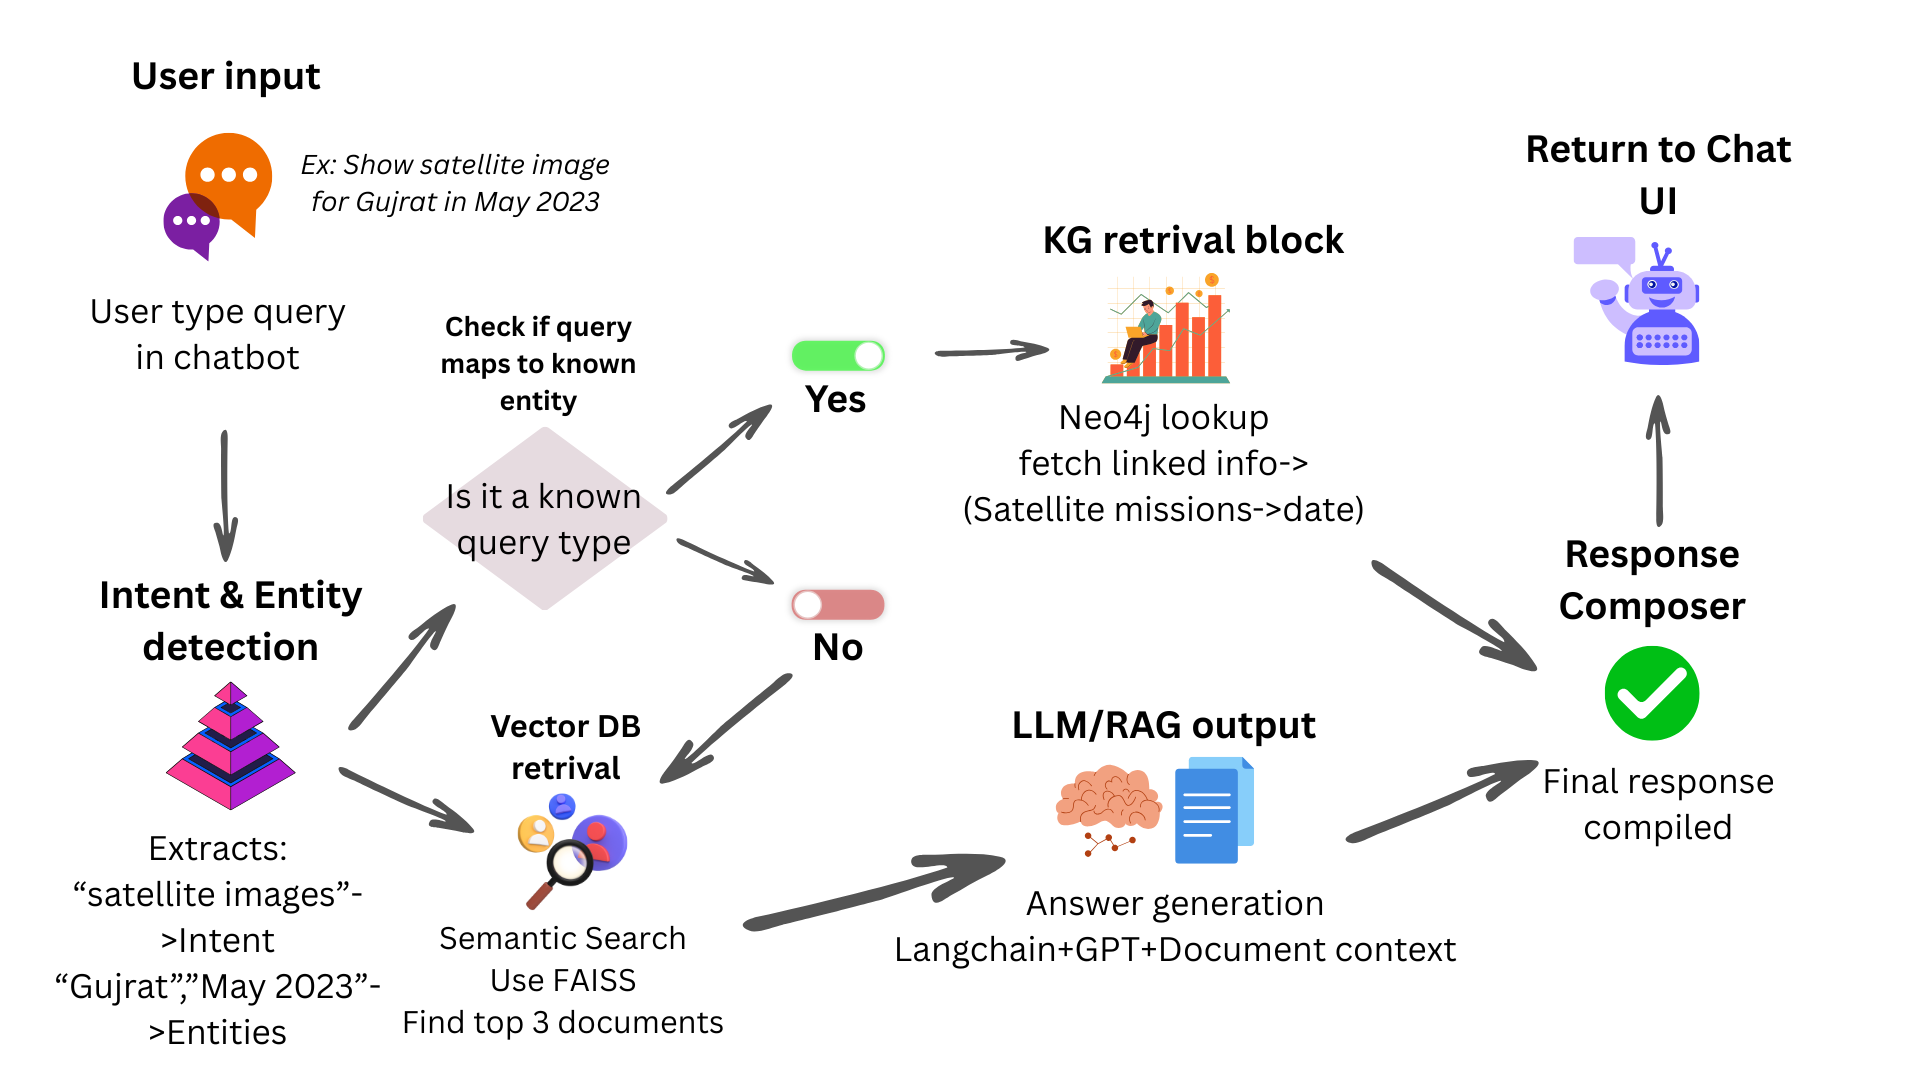 User input
Ex: Show satellite image
for Gujrat in May 2023
User type query
in chatbot
Intent & Entity
detection
Extracts:
“satellite images”-
>Intent
“Gujrat”,”May 2023”-
>Entities
Check if query
maps to known
entity
Is it a known
query type
Yes
No
Vector DB
retrival
Semantic Search
Use FAISS
Find top 3 documents
KG retrival block
Neo4j lookup
fetch linked info->
(Satellite missions->date)
LLM/RAG output
Answer generation
Langchain+GPT+Document context
Response
Composer
Final response
compiled
Return to Chat
UI